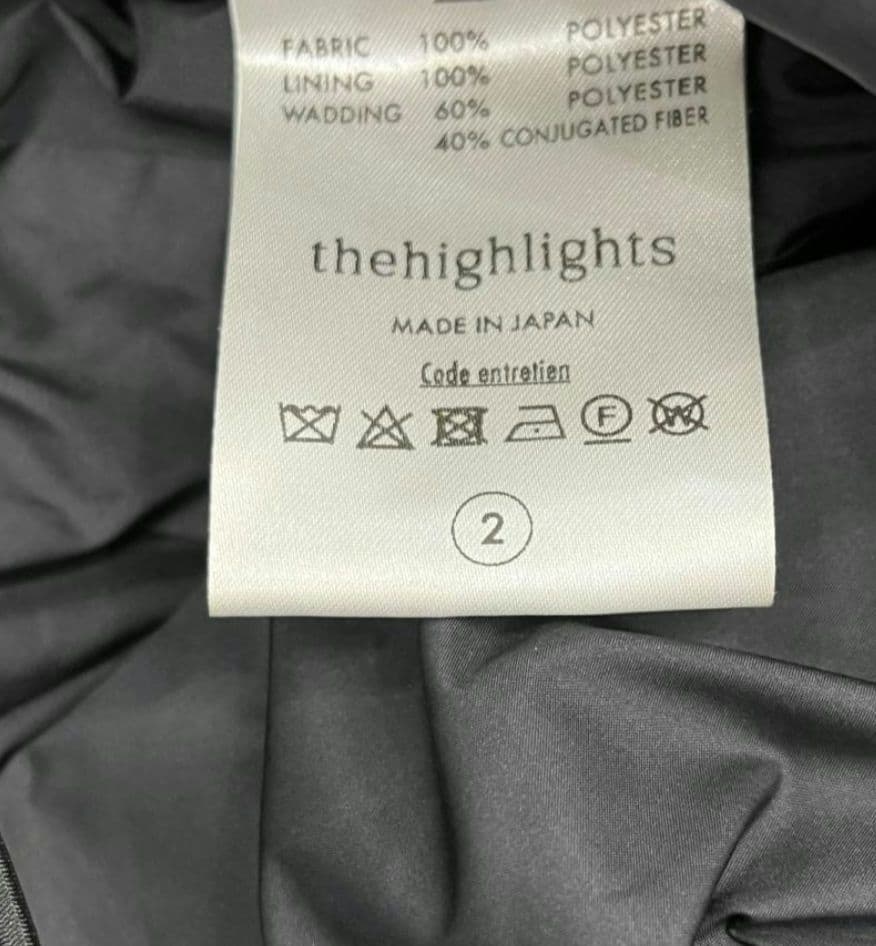 FABRIC 100% POLYESTER
LINING 100% POLYESTER
WADDING 60% POLYESTER
40% CONJUGATED FIBER
thehighlights
MADE IN JAPAN
Code entretien
F W
2